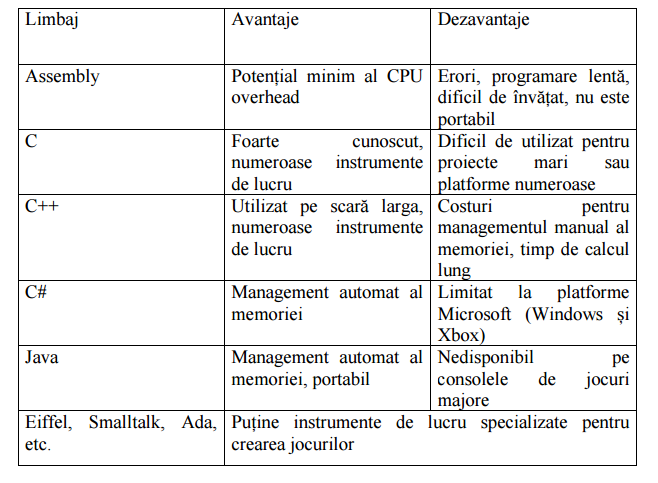 Limbaj Avantaje Dezavantaje
Assembly
Potențial minim al CPU
overhead
Erori, programare lentă,
dificil de învățat, nu este
portabil
C
Foarte cunoscut,
numeroase instrumente
de lucru
Dificil de utilizat pentru
proiecte mari sau
platforme numeroase
C++
Utilizat pe scară larga,
numeroase instrumente
de lucru
Costuri pentru
managementul manual al
memoriei, timp de calcul
lung
C#
Management automat al
memoriei
Limitat la platforme
Microsoft (Windows și
Xbox)
Java
Management automat al
memoriei, portabil
Nedisponibil pe
consolele de jocuri
majore
Eiffel, Smalltalk, Ada,
etc.
Puține instrumente de lucru specializate pentru
crearea jocurilor